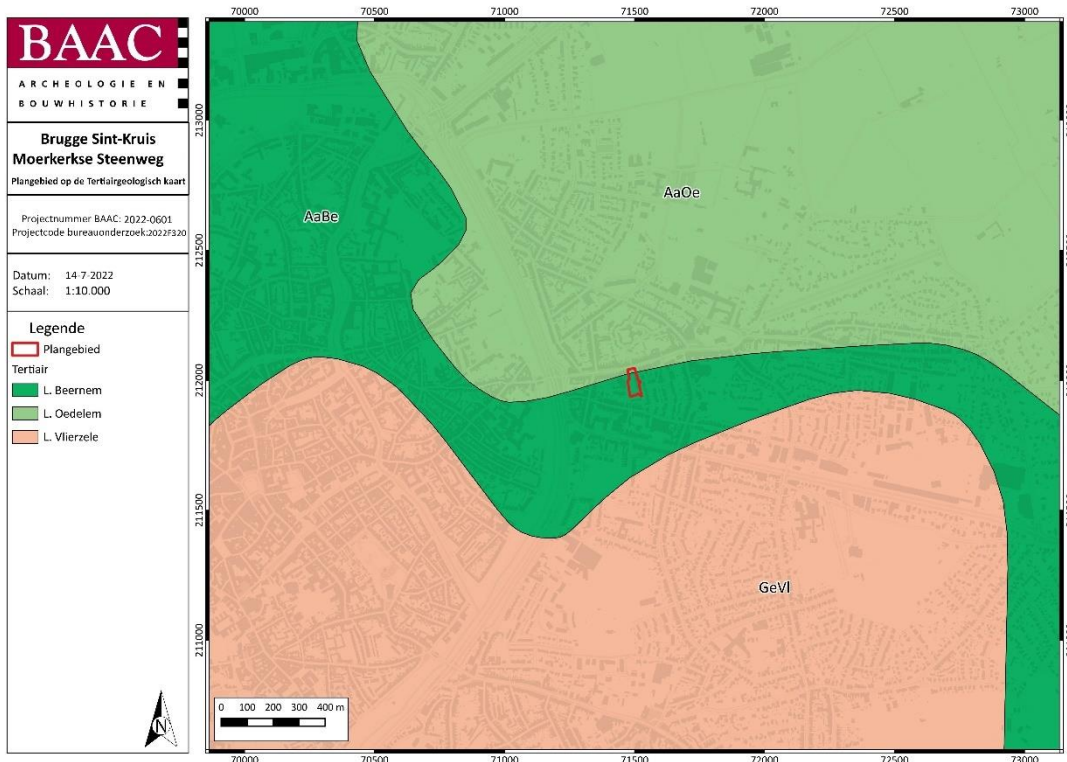 BAAC
ARCHEOLOGIE EN
BOUWHISTORIE
Brugge Sint-Kruis
Moerkerkse Steenweg
Plangebied op de Tertiairgeologisch kaart
Projectnummer BAAC: 2022-0601
Projectcode bureauonderzoek:2022F320
Datum: 14-7-2022
Schaal: 1:10.000
Legende
Plangebied
Tertiair
L. Beernem
L. Oedelem
L. Vlierzele
N
70000 70500 71000 71500 72000 72500 73000
213000
212500
212000
211500
211000
AaBe
AaOe
GeVl
0 100 200 300 400 m
70000 70500 71000 71500 72000 72500 73000